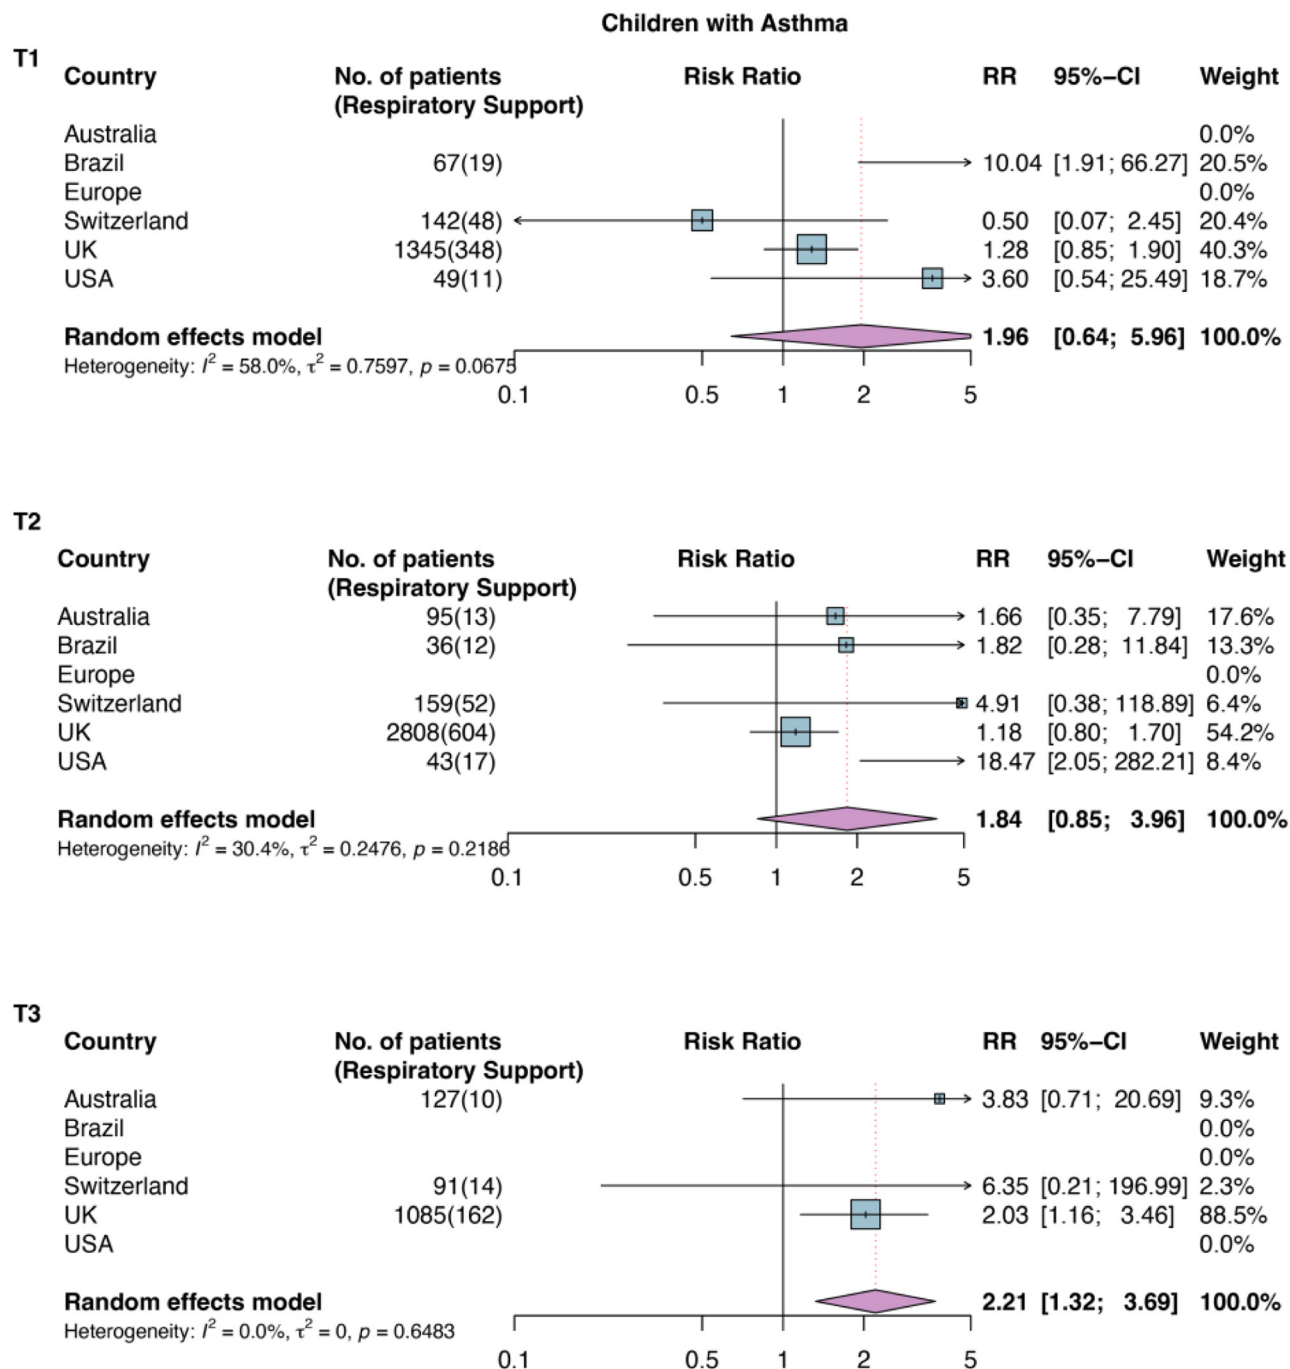 Children with Asthma
T1
Country No. of patients Risk Ratio RR 95%−CI Weight
(Respiratory Support)
Australia 0.0%
Brazil 67(19) 10.04 [1.91; 66.27] 20.5%
Europe 0.0%
Switzerland 142(48) 0.50 [0.07; 2.45] 20.4%
UK 1345(348) 1.28 [0.85; 1.90] 40.3%
USA 49(11) 3.60 [0.54; 25.49] 18.7%
Random effects model 1.96 [0.64; 5.96] 100.0%
Heterogeneity: I² = 58.0%, τ² = 0.7597, p = 0.0675
0.1 0.5 1 2 5
T2
Country No. of patients Risk Ratio RR 95%−CI Weight
(Respiratory Support)
Australia 95(13) 1.66 [0.35; 7.79] 17.6%
Brazil 36(12) 1.82 [0.28; 11.84] 13.3%
Europe 0.0%
Switzerland 159(52) 4.91 [0.38; 118.89] 6.4%
UK 2808(604) 1.18 [0.80; 1.70] 54.2%
USA 43(17) 18.47 [2.05; 282.21] 8.4%
Random effects model 1.84 [0.85; 3.96] 100.0%
Heterogeneity: I² = 30.4%, τ² = 0.2476, p = 0.2186
0.1 0.5 1 2 5
T3
Country No. of patients Risk Ratio RR 95%−CI Weight
(Respiratory Support)
Australia 127(10) 3.83 [0.71; 20.69] 9.3%
Brazil 0.0%
Europe 0.0%
Switzerland 91(14) 6.35 [0.21; 196.99] 2.3%
UK 1085(162) 2.03 [1.16; 3.46] 88.5%
USA 0.0%
Random effects model 2.21 [1.32; 3.69] 100.0%
Heterogeneity: I² = 0.0%, τ² = 0, p = 0.6483
0.1 0.5 1 2 5